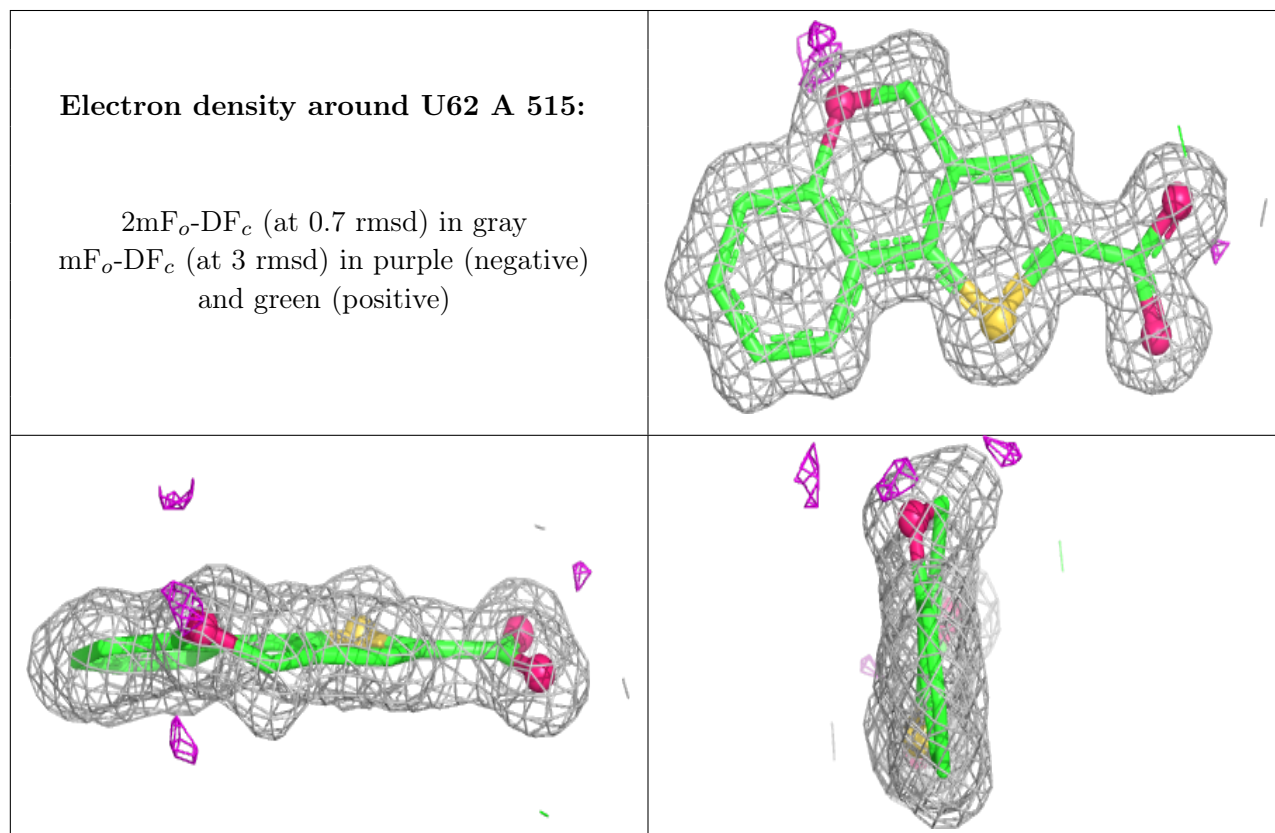 Electron density around U62 A 515:
2mFo-DFc (at 0.7 rmsd) in gray
mFo-DFc (at 3 rmsd) in purple (negative)
and green (positive)